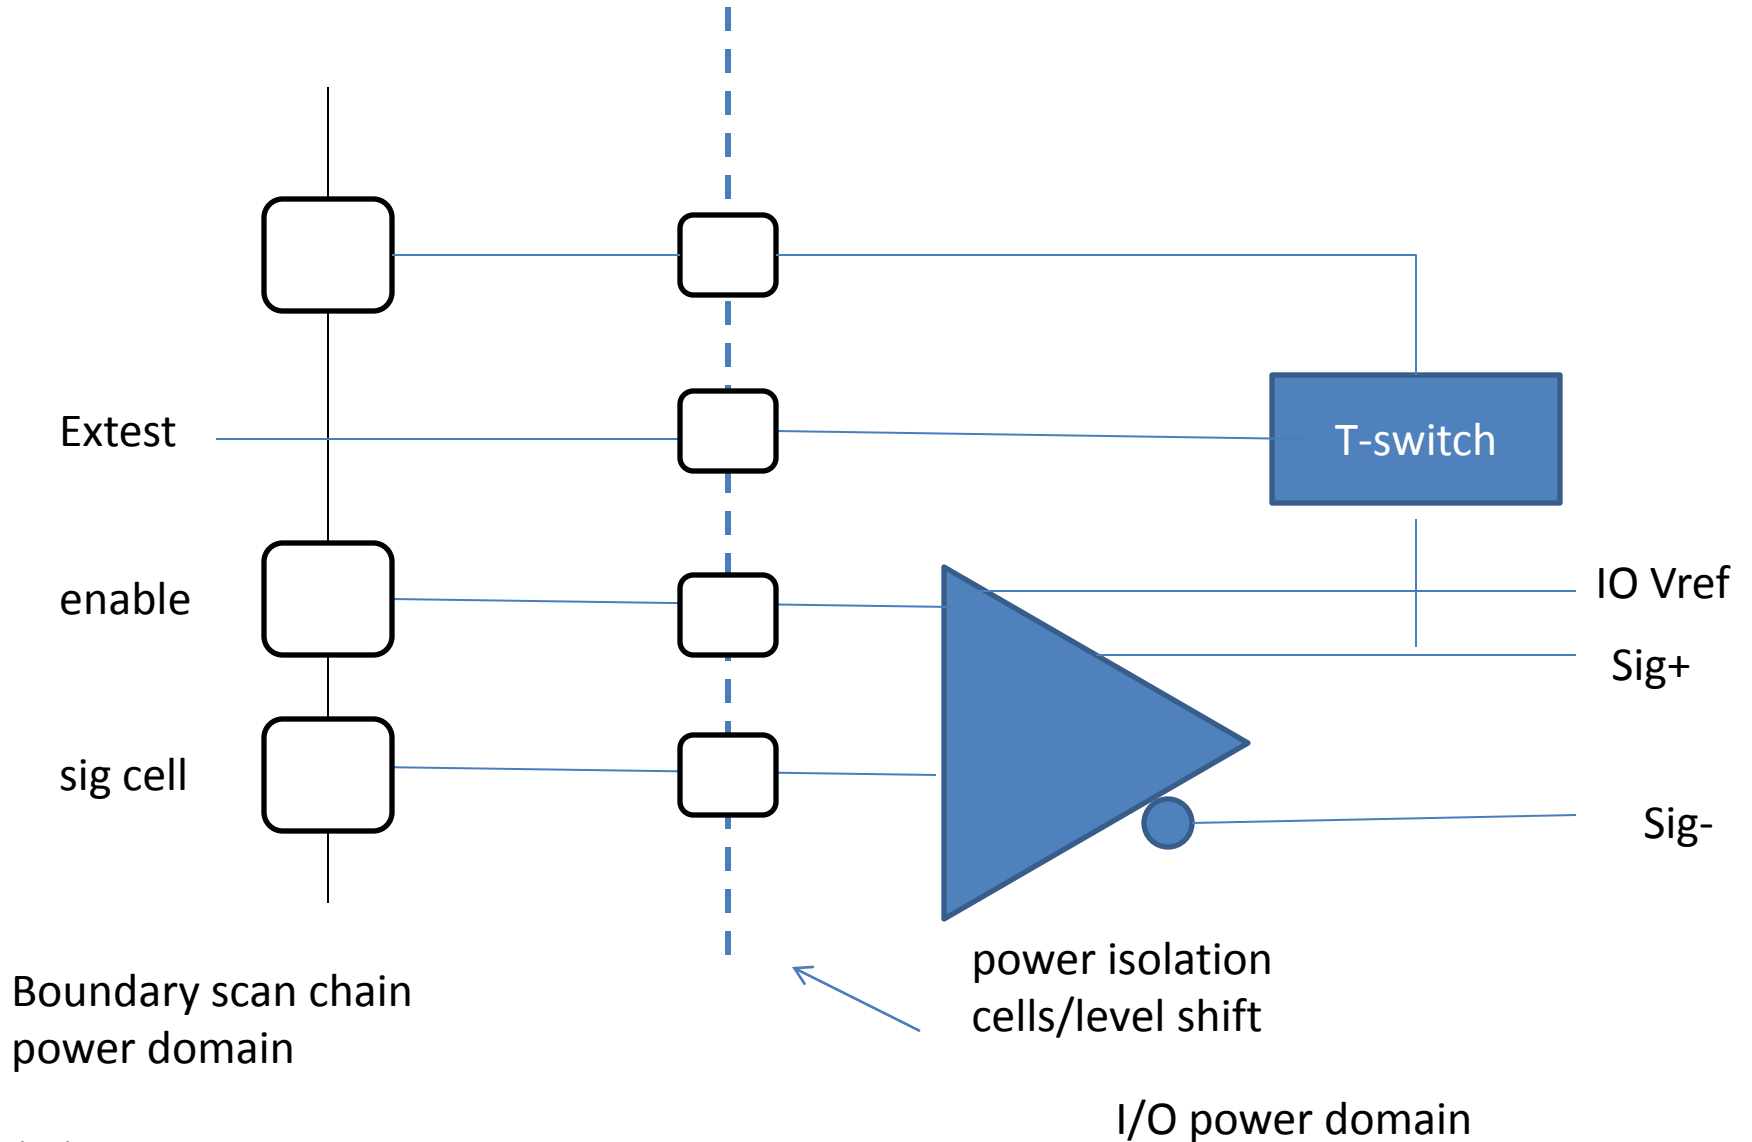 Extest
T-switch
enable
IO Vref
Sig+
sig cell
Sig-
power isolation
cells/level shift
Boundary scan chain
power domain
I/O power domain